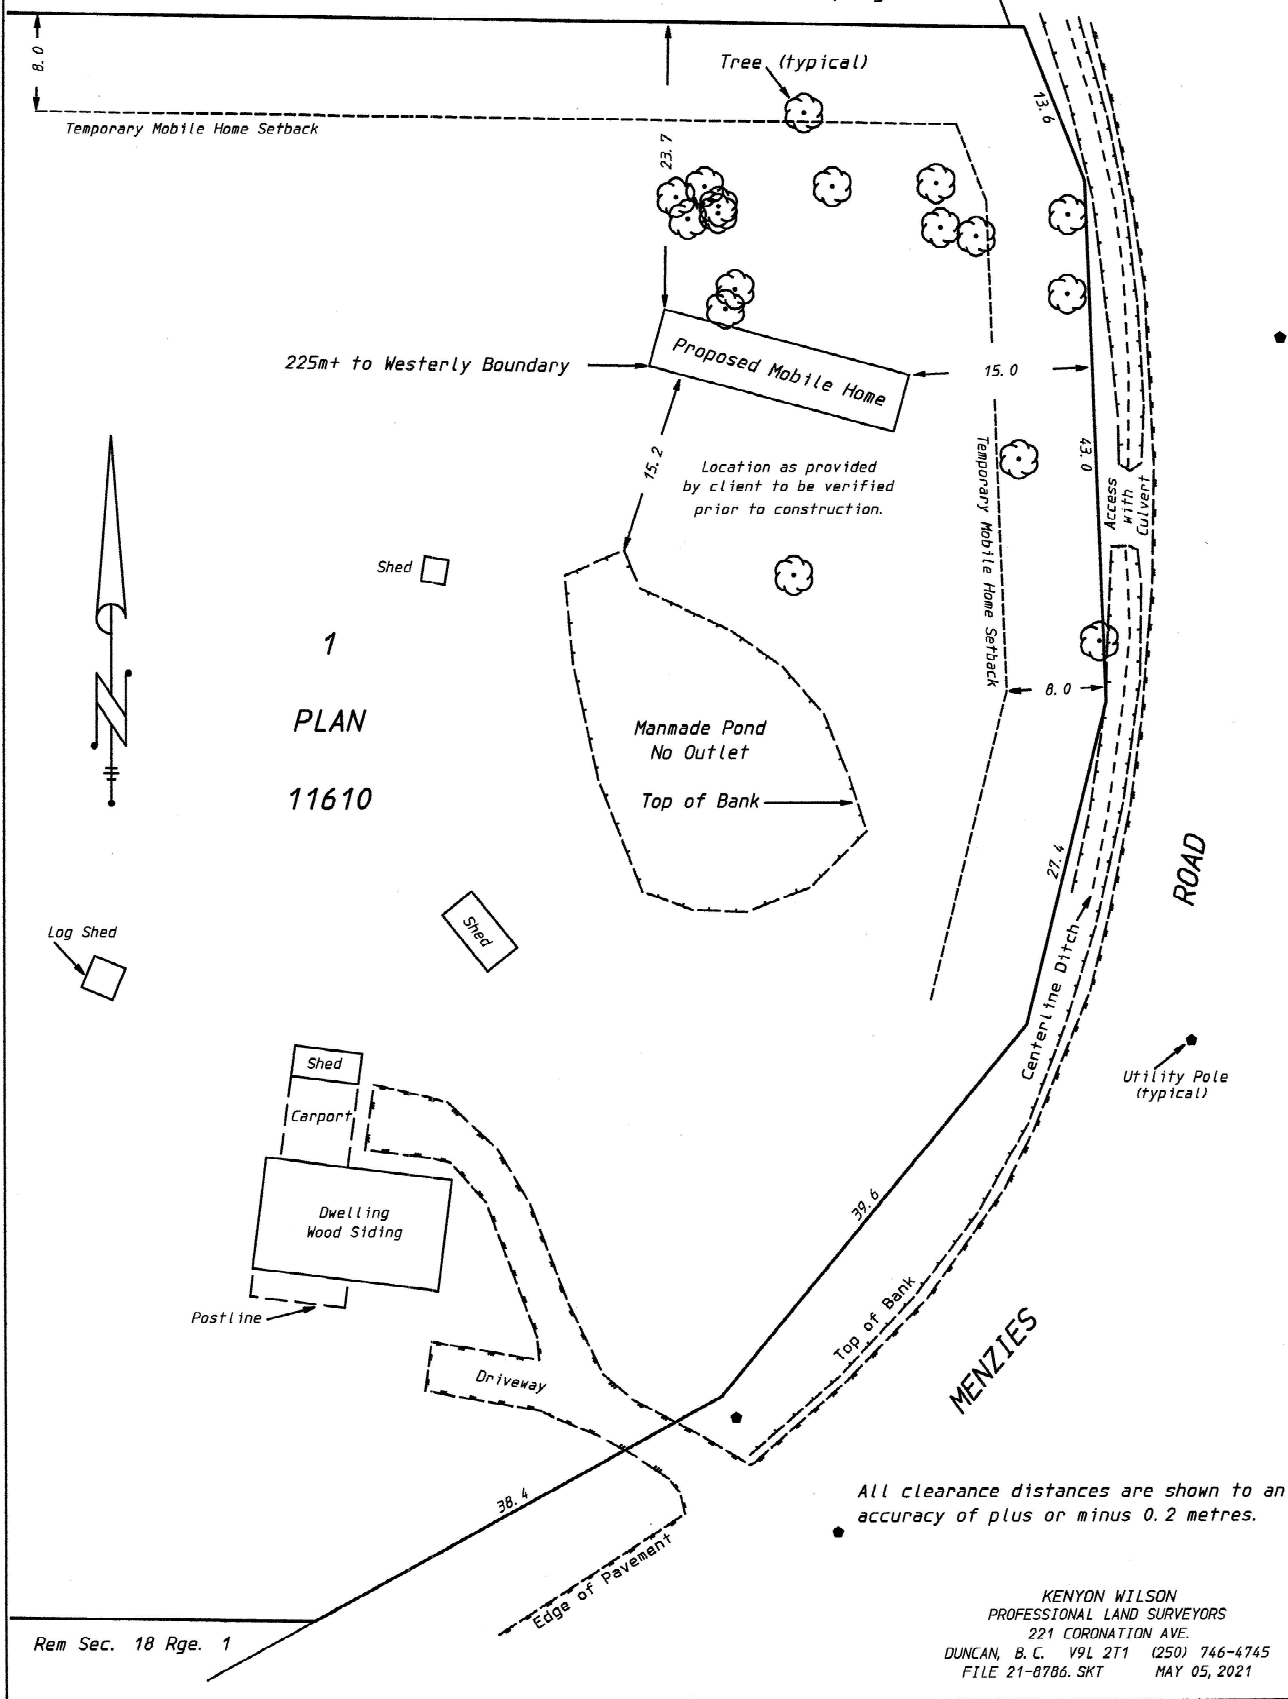 8.0
Temporary Mobile Home Setback
Tree (typical)
13.6
23.7
225m+ to Westerly Boundary
Proposed Mobile Home
15.0
43.0
15.2
Location as provided
by client to be verified
prior to construction.
Temporary Mobile Home Setback
Access
with
Culvert
Shed
1
PLAN
11610
8.0
Manmade Pond
No Outlet
Top of Bank
27.4
ROAD
Log Shed
Shed
Centerline Ditch
Utility Pole
(typical)
Shed
Carport
Dwelling
Wood Siding
Postline
39.6
Top of Bank
MENZIES
Driveway
38.4
Edge of Pavement
All clearance distances are shown to an
accuracy of plus or minus 0.2 metres.
Rem Sec. 18 Rge. 1
KENYON WILSON
PROFESSIONAL LAND SURVEYORS
221 CORONATION AVE.
DUNCAN, B.C. V9L 2T1 (250) 746-4745
FILE 21-8786.SKT MAY 05, 2021